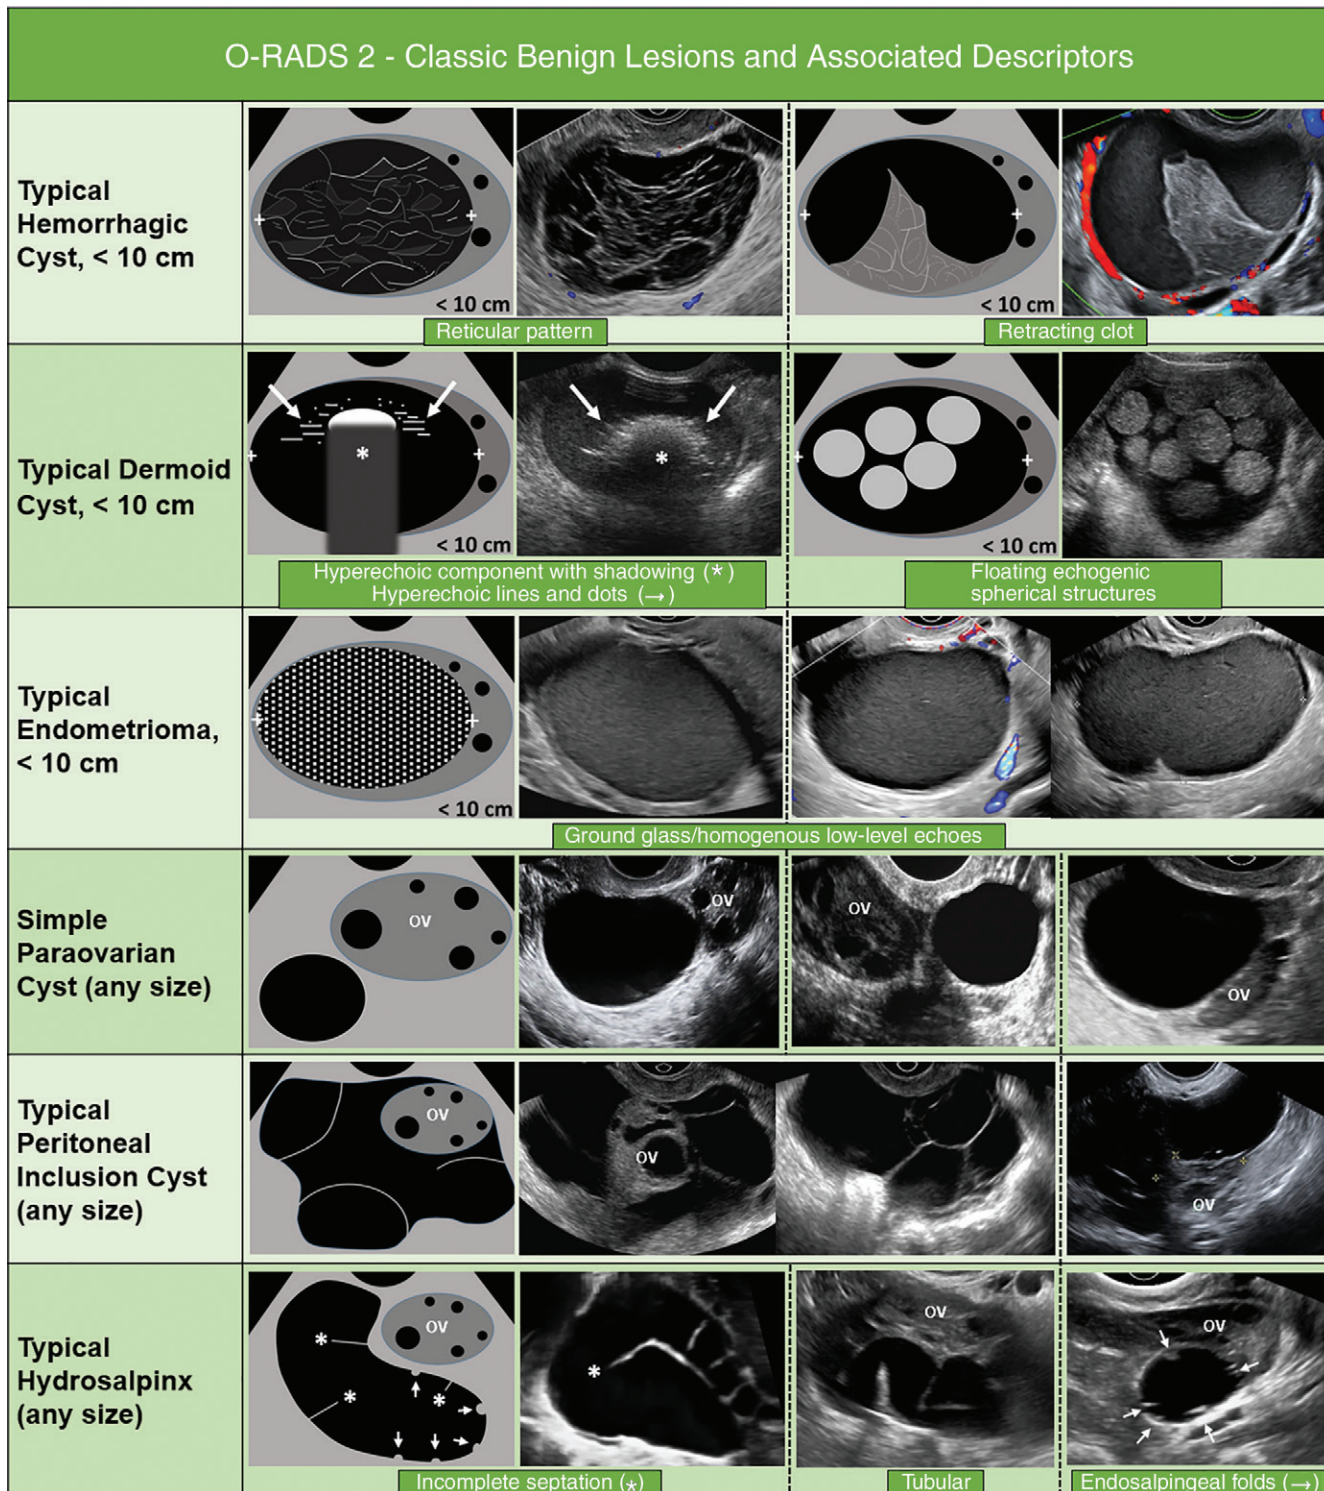 O-RADS 2 - Classic Benign Lesions and Associated Descriptors
Typical
Hemorrhagic
Cyst, < 10 cm
< 10 cm
< 10 cm
Reticular pattern
Retracting clot
Typical Dermoid
Cyst, < 10 cm
*
*
< 10 cm
< 10 cm
Hyperechoic component with shadowing (*)
Hyperechoic lines and dots (→)
Floating echogenic
spherical structures
Typical
Endometrioma,
< 10 cm
< 10 cm
Ground glass/homogenous low-level echoes
Simple
Paraovarian
Cyst (any size)
OV
OV
OV
OV
Typical
Peritoneal
Inclusion Cyst
(any size)
OV
OV
OV
Typical
Hydrosalpinx
(any size)
OV
*
*
*
*
OV
OV
Incomplete septation (*)
Tubular
Endosalpingeal folds (→)